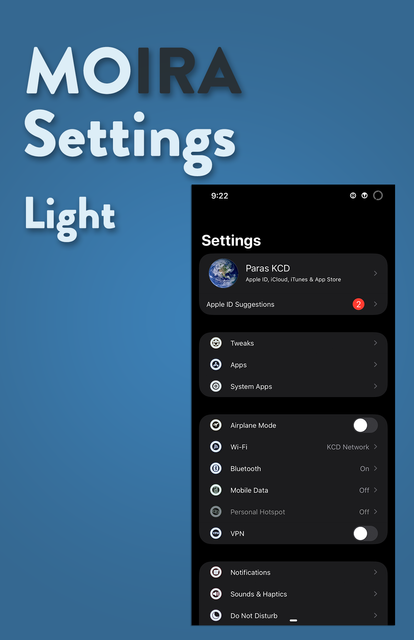 MOIRA
Settings
Light
9:22
Settings
Paras KCD
Apple ID, iCloud, iTunes & App Store
Apple ID Suggestions 2
Tweaks
Apps
System Apps
Airplane Mode
Wi-Fi KCD Network
Bluetooth On
Mobile Data Off
Personal Hotspot Off
VPN
Notifications
Sounds & Haptics
Do Not Disturb